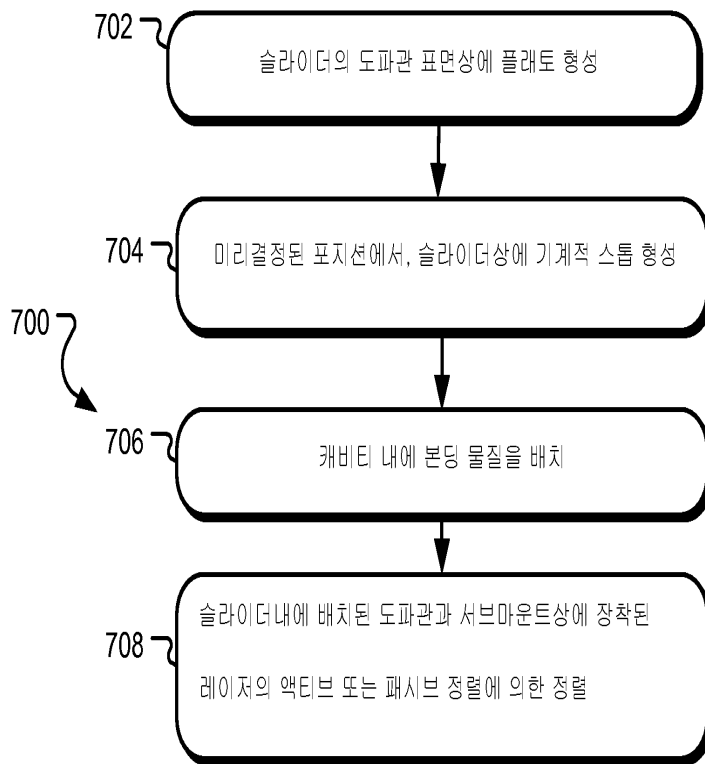 702
슬라이더의 도파관 표면상에 플래토 형성
704
미리결정된 포지션에서, 슬라이더상에 기계적 스톱 형성
700
706
캐비티 내에 본딩 물질을 배치
708
슬라이더내에 배치된 도파관과 서브마운트상에 장착된
레이저의 액티브 또는 패시브 정렬에 의한 정렬